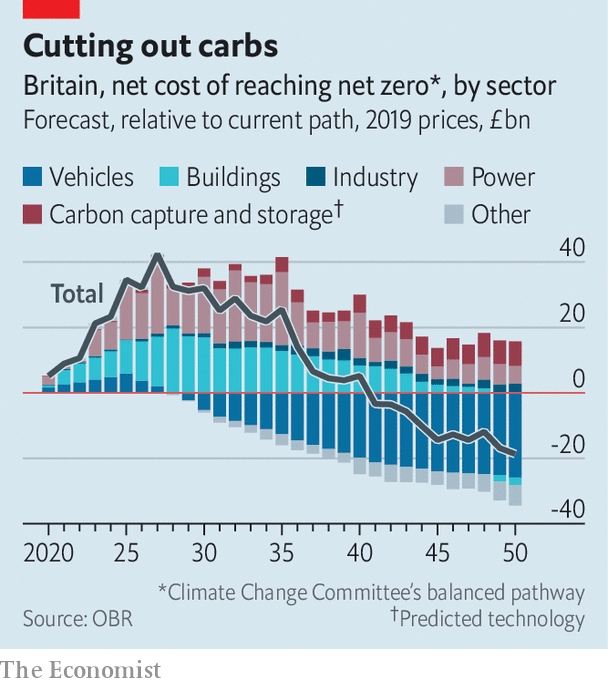 Cutting out carbs
Britain, net cost of reaching net zero*, by sector
Forecast, relative to current path, 2019 prices, £bn
Vehicles Buildings Industry Power
Carbon capture and storage† Other
40
Total
20
0
-20
-40
2020 25 30 35 40 45 50
*Climate Change Committee's balanced pathway
Source: OBR †Predicted technology
The Economist